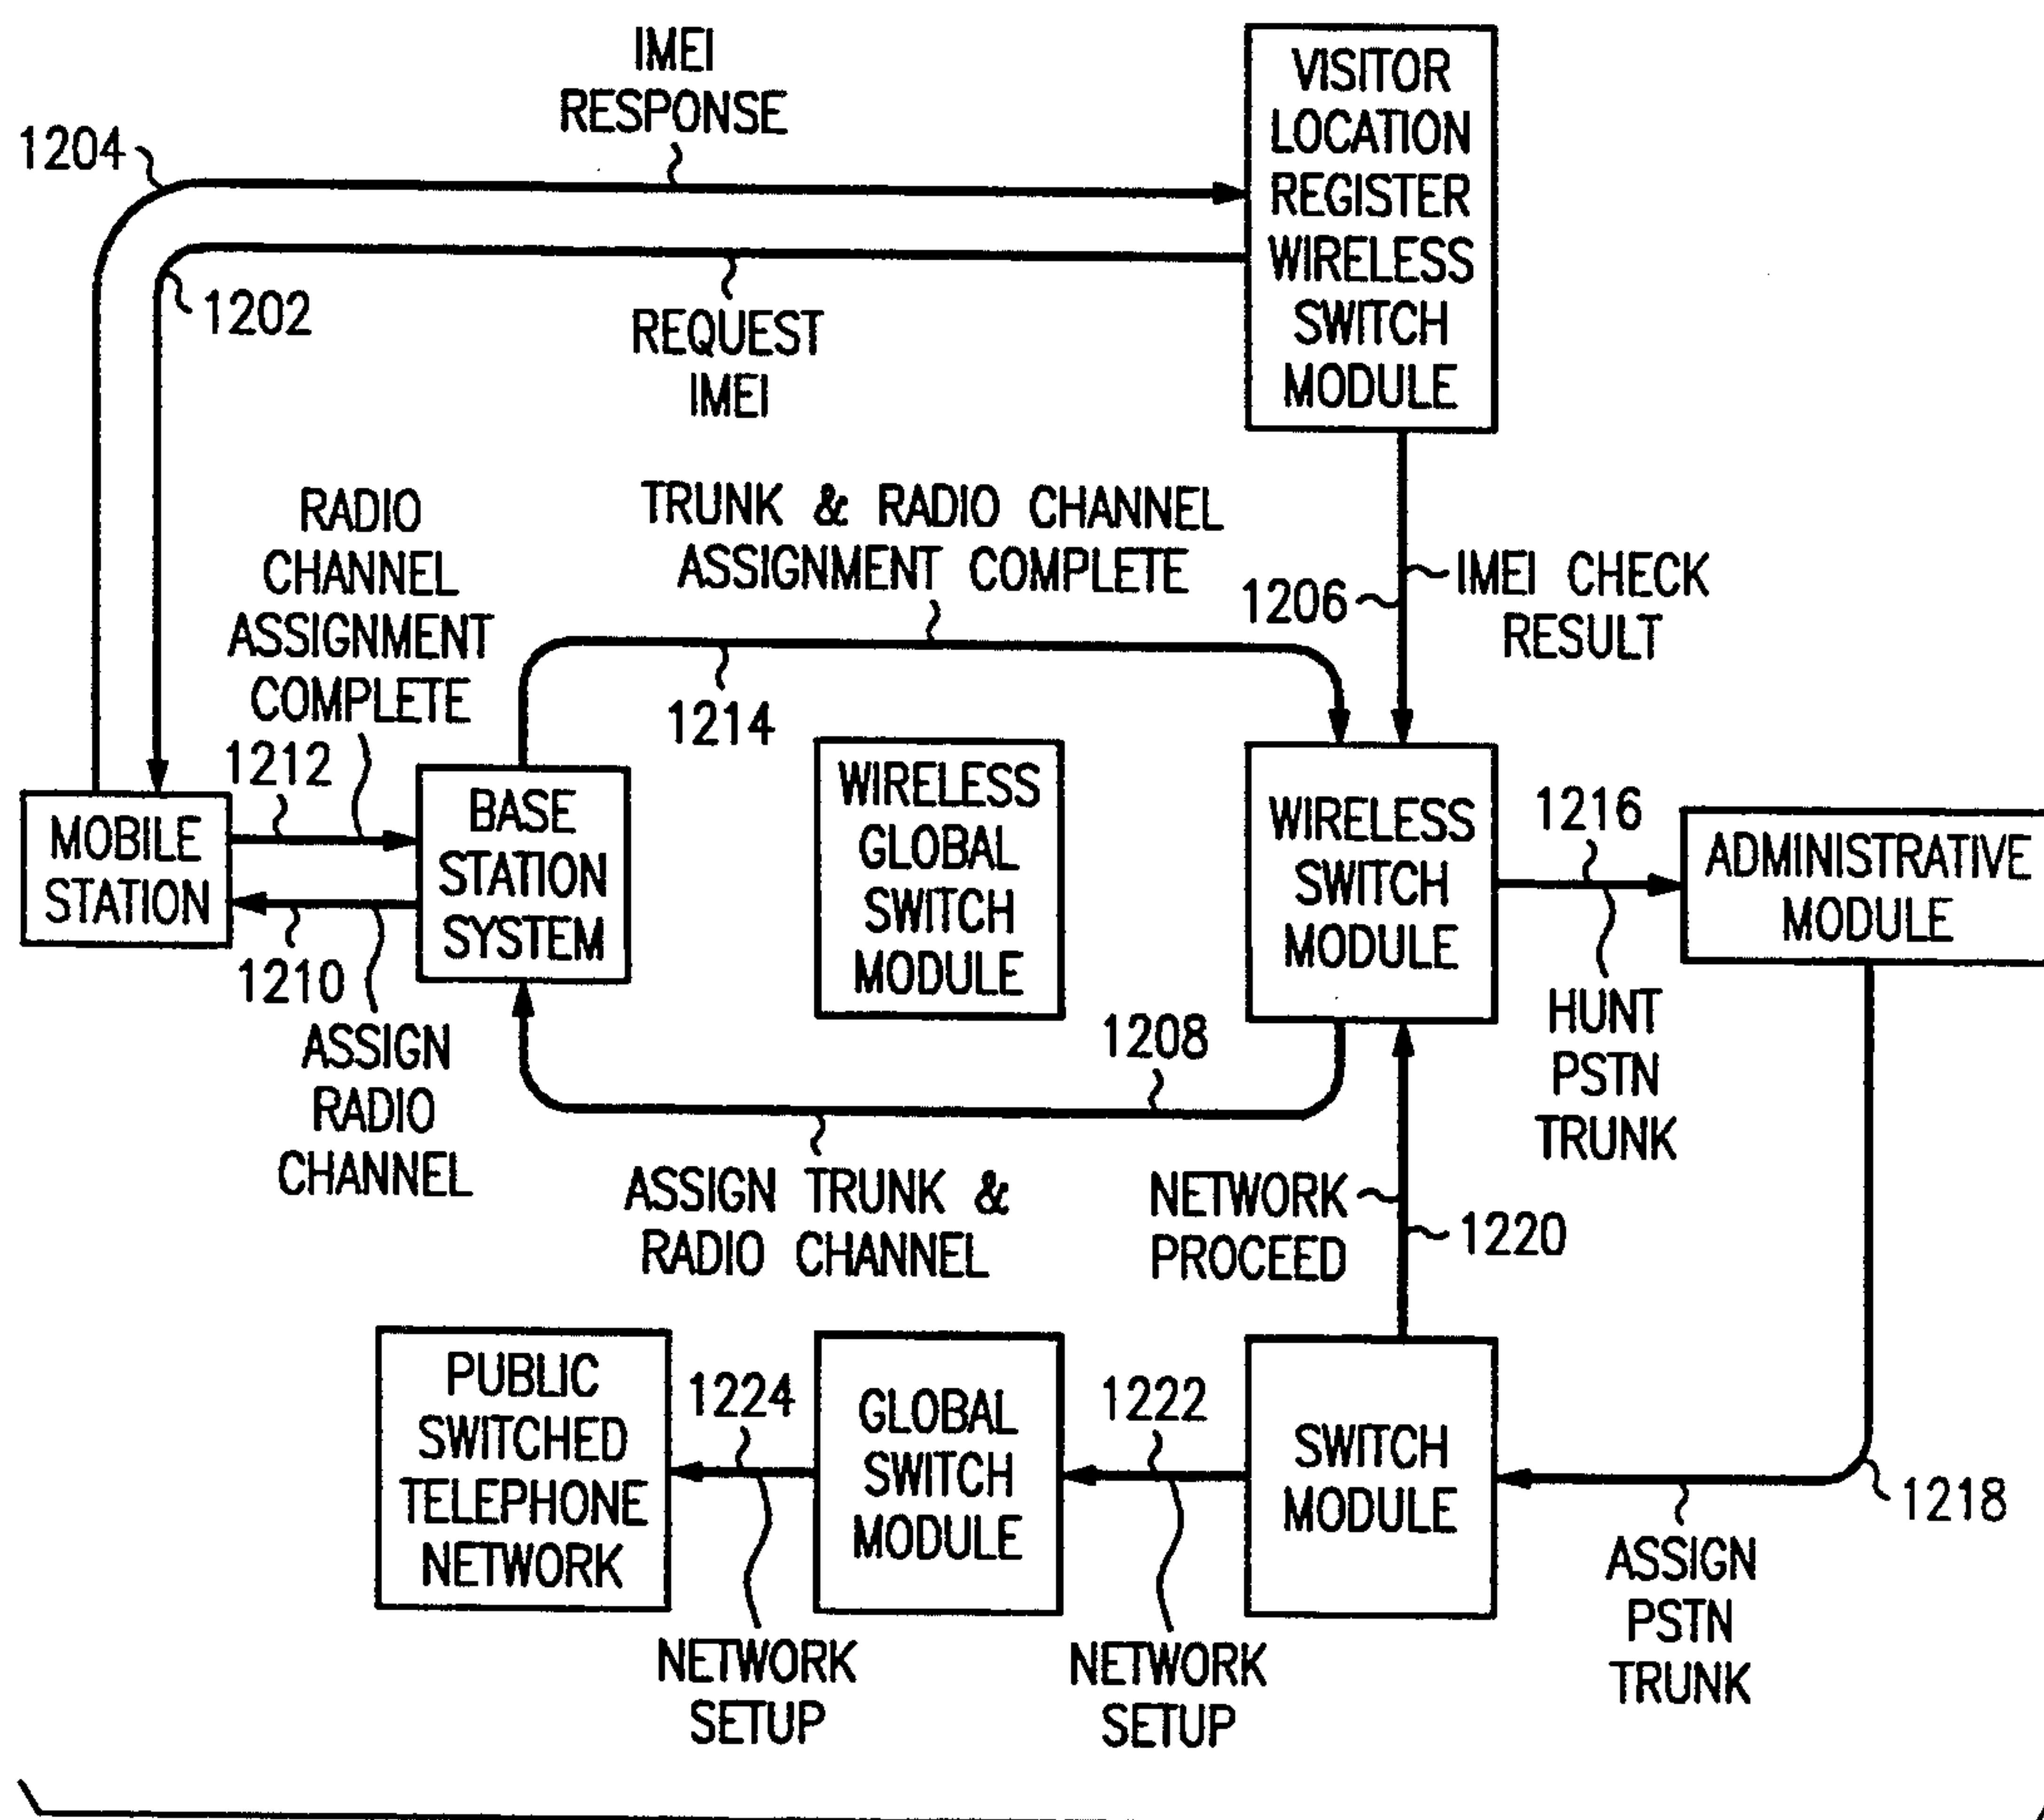 IMEI
RESPONSE
VISITOR
LOCATION
REGISTER
WIRELESS
SWITCH
MODULE
1204
1202
REQUEST
IMEI
RADIO
CHANNEL
ASSIGNMENT
COMPLETE
TRUNK & RADIO CHANNEL
ASSIGNMENT COMPLETE
1206
IMEI CHECK
RESULT
1214
1212
MOBILE
STATION
BASE
STATION
SYSTEM
WIRELESS
GLOBAL
SWITCH
MODULE
WIRELESS
SWITCH
MODULE
1216
ADMINISTRATIVE
MODULE
1210
ASSIGN
RADIO
CHANNEL
1208
HUNT
PSTN
TRUNK
ASSIGN TRUNK &
RADIO CHANNEL
NETWORK
PROCEED
1220
PUBLIC
SWITCHED
TELEPHONE
NETWORK
1224
GLOBAL
SWITCH
MODULE
1222
SWITCH
MODULE
1218
NETWORK
SETUP
NETWORK
SETUP
ASSIGN
PSTN
TRUNK